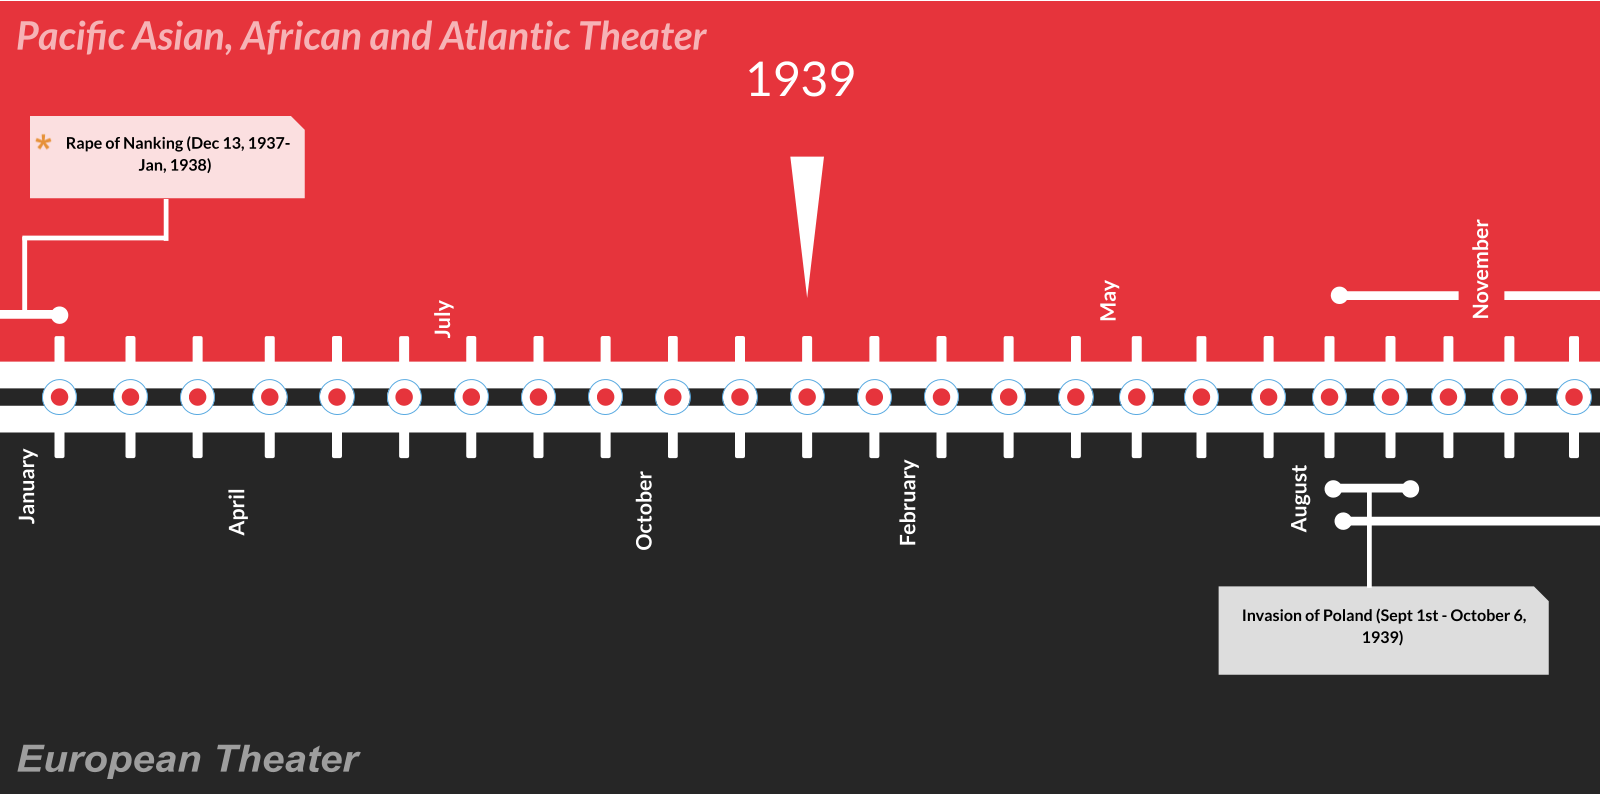 Pacific Asian, African and Atlantic Theater
1939
* Rape of Nanking (Dec 13, 1937-
Jan, 1938)
July
May
November
January
April
October
February
August
Invasion of Poland (Sept 1st - October 6,
1939)
European Theater